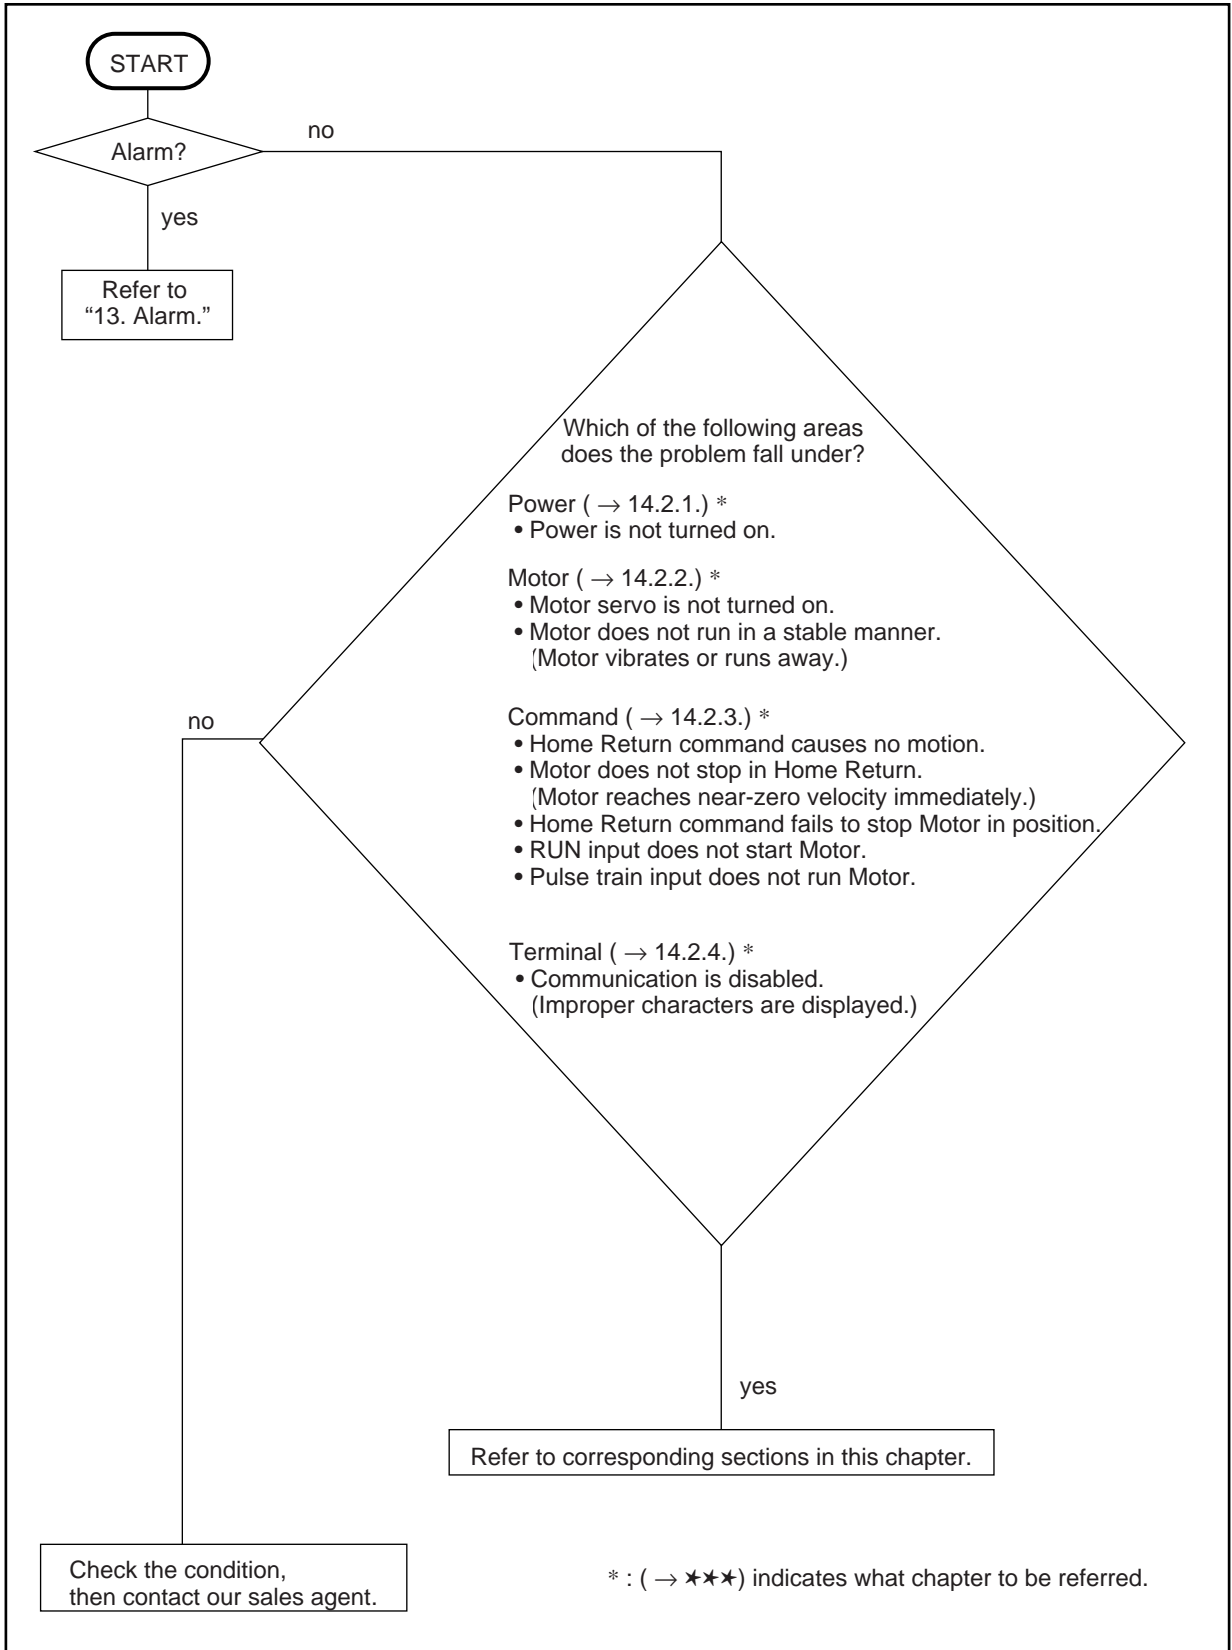 START
Alarm?
no
yes
Refer to
“13. Alarm.”
Which of the following areas
does the problem fall under?
Power ( → 14.2.1.) *
• Power is not turned on.
Motor ( → 14.2.2.) *
• Motor servo is not turned on.
• Motor does not run in a stable manner.
(Motor vibrates or runs away.)
Command ( → 14.2.3.) *
• Home Return command causes no motion.
• Motor does not stop in Home Return.
(Motor reaches near-zero velocity immediately.)
• Home Return command fails to stop Motor in position.
• RUN input does not start Motor.
• Pulse train input does not run Motor.
Terminal ( → 14.2.4.) *
• Communication is disabled.
(Improper characters are displayed.)
no
yes
Refer to corresponding sections in this chapter.
Check the condition,
then contact our sales agent.
* : ( → ★★★) indicates what chapter to be referred.